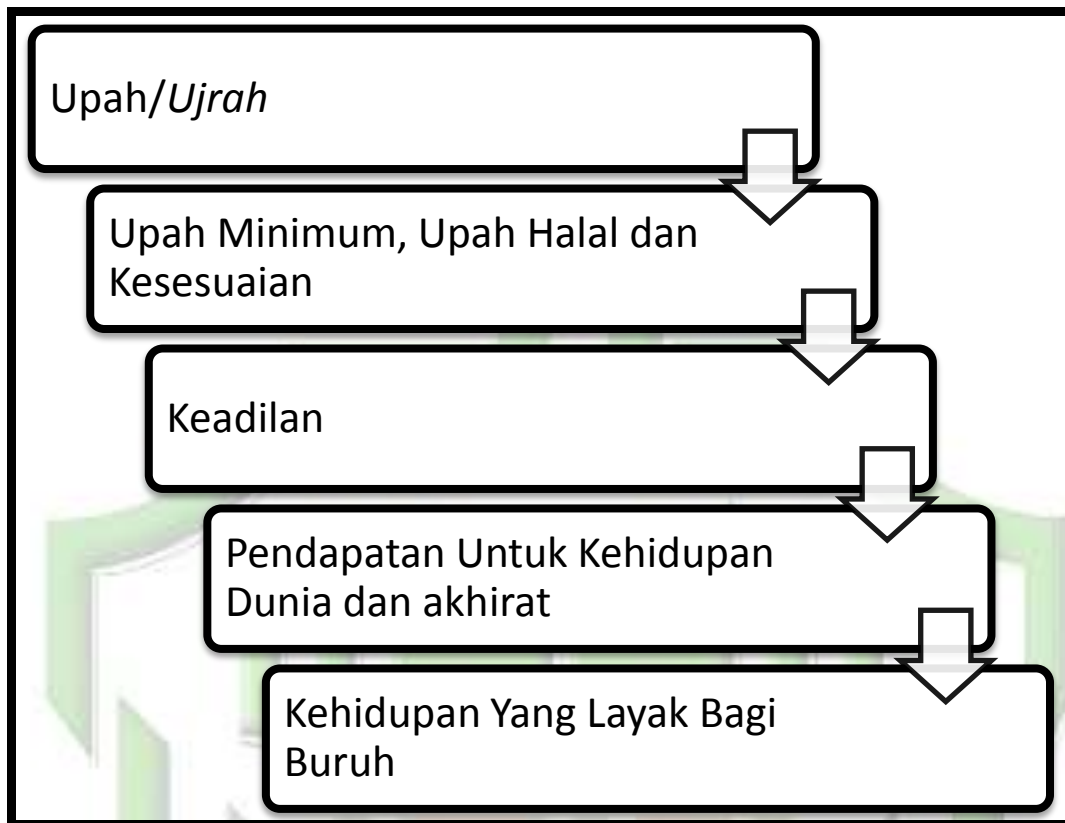 Upah/Ujrah
Upah Minimum, Upah Halal dan
Kesesuaian
Keadilan
Pendapatan Untuk Kehidupan
Dunia dan akhirat
Kehidupan Yang Layak Bagi
Buruh